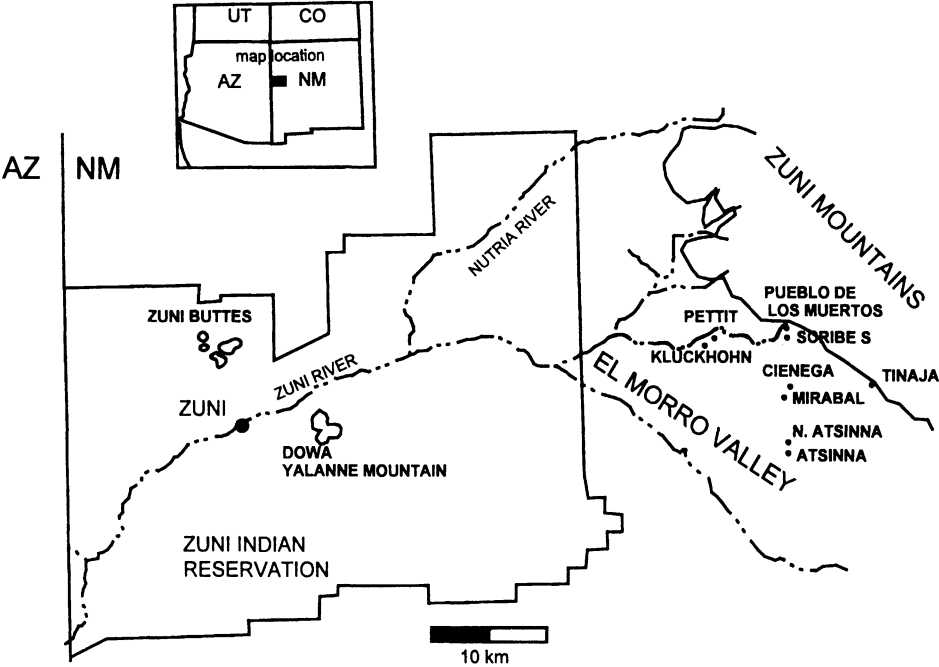 UT CO
map location
AZ NM
AZ NM
ZUNI MOUNTAINS
NUTRIA RIVER
ZUNI BUTTES
PUEBLO DE
LOS MUERTOS
PETTIT
SCRIBE S
KLUCKHOHN
ZUNI RIVER
EL MORRO VALLEY
CIENEGA
TINAJA
MIRABAL
ZUNI
N. ATSINNA
ATSINNA
DOWA
YALANNE MOUNTAIN
ZUNI INDIAN
RESERVATION
10 km